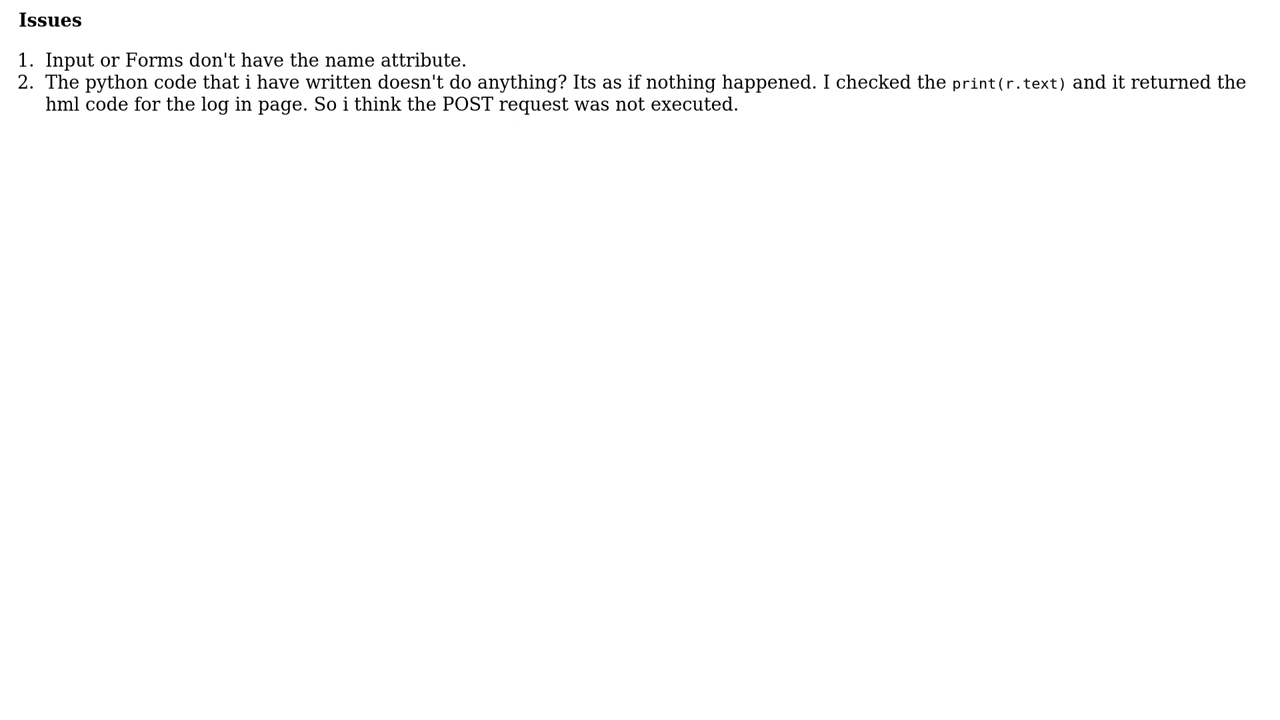 Issues
1. Input or Forms don't have the name attribute.
2. The python code that i have written doesn't do anything? Its as if nothing happened. I checked the print(r.text) and it returned the
hml code for the log in page. So i think the POST request was not executed.